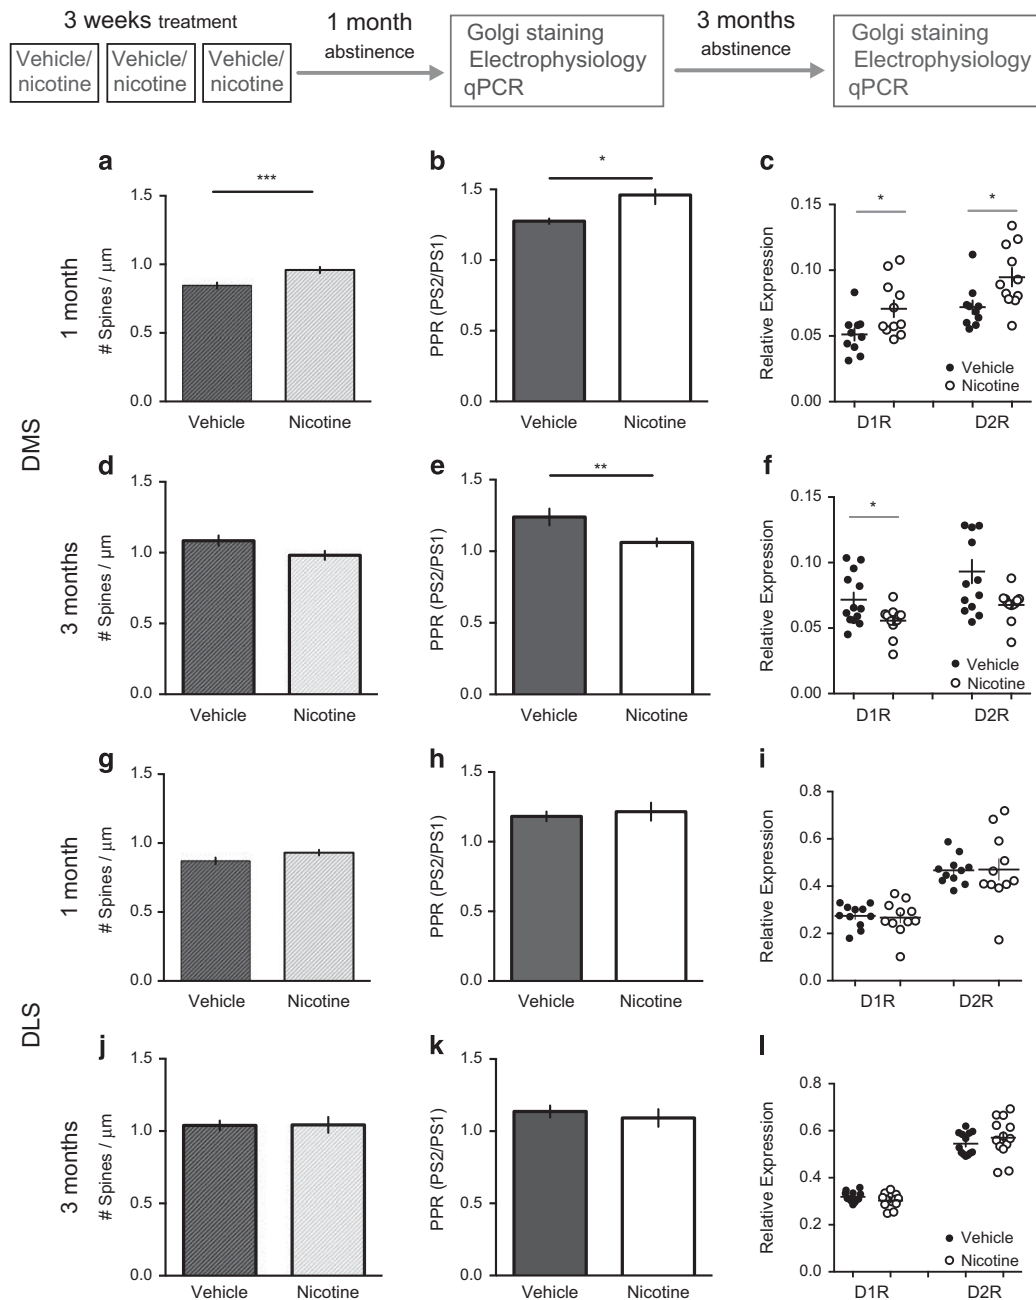 3 weeks treatment
Vehicle/
nicotine
Vehicle/
nicotine
Vehicle/
nicotine
1 month
abstinence
Golgi staining
Electrophysiology
qPCR
3 months
abstinence
Golgi staining
Electrophysiology
qPCR
DMS
1 month
a
***
# Spines / μm
1.5
1.0
0.5
0.0
Vehicle
Nicotine
b
*
PPR (PS2/PS1)
1.5
1.0
0.5
0.0
Vehicle
Nicotine
c
*
*
Relative Expression
0.15
0.10
0.05
0.00
Vehicle
Nicotine
D1R
D2R
3 months
d
# Spines / μm
1.5
1.0
0.5
0.0
Vehicle
Nicotine
e
**
PPR (PS2/PS1)
1.5
1.0
0.5
0.0
Vehicle
Nicotine
f
*
Relative Expression
0.15
0.10
0.05
0.00
Vehicle
Nicotine
D1R
D2R
DLS
1 month
g
# Spines / μm
1.5
1.0
0.5
0.0
Vehicle
Nicotine
h
PPR (PS2/PS1)
1.5
1.0
0.5
0.0
Vehicle
Nicotine
i
Relative Expression
0.8
0.6
0.4
0.2
0.0
D1R
D2R
3 months
j
# Spines / μm
1.5
1.0
0.5
0.0
Vehicle
Nicotine
k
PPR (PS2/PS1)
1.5
1.0
0.5
0.0
Vehicle
Nicotine
l
Relative Expression
0.8
0.6
0.4
0.2
0.0
Vehicle
Nicotine
D1R
D2R